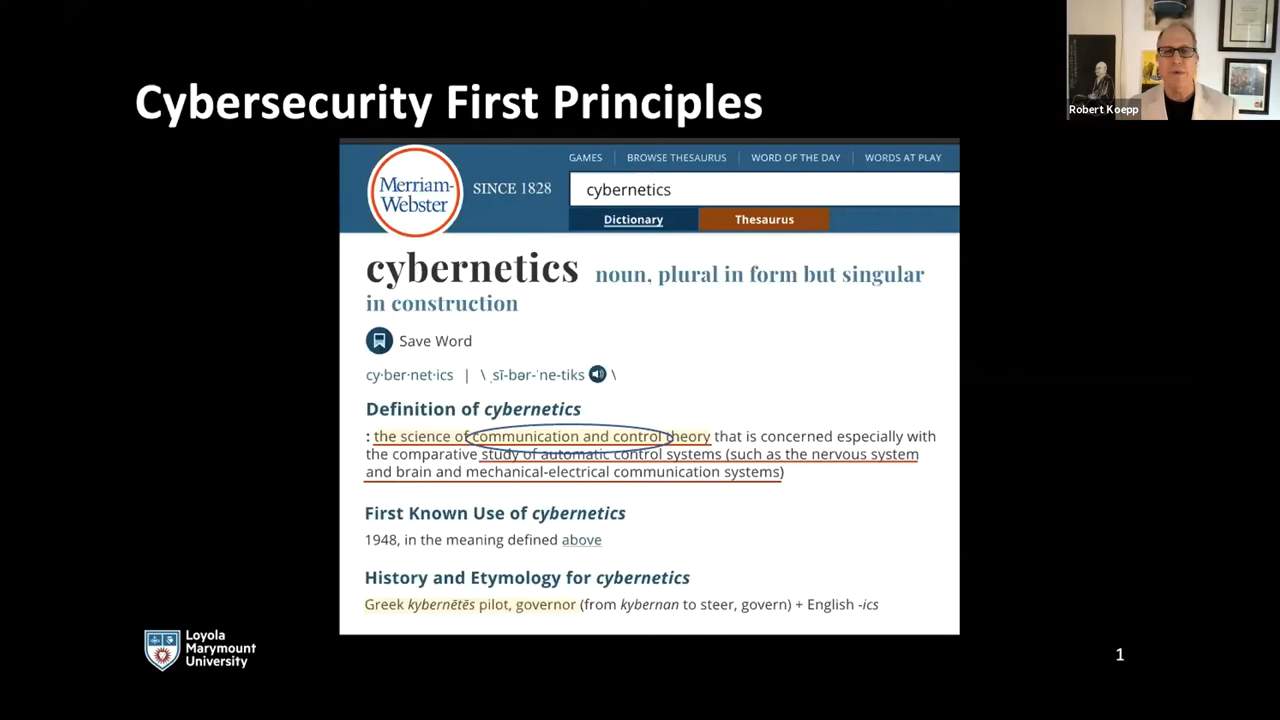 Robert Koepp
Cybersecurity First Principles
Merriam-
Webster
SINCE 1828
GAMES
BROWSE THESAURUS
WORD OF THE DAY
WORDS AT PLAY
cybernetics
Dictionary
Thesaurus
cybernetics noun, plural in form but singular
in construction
Save Word
cy·ber·net·ics | \ ˌsī-bər-ˈne-tiks \
Definition of cybernetics
: the science of communication and control theory that is concerned especially with
the comparative study of automatic control systems (such as the nervous system
and brain and mechanical-electrical communication systems)
First Known Use of cybernetics
1948, in the meaning defined above
History and Etymology for cybernetics
Greek kybernētēs pilot, governor (from kybernan to steer, govern) + English -ics
Loyola
Marymount
University
1